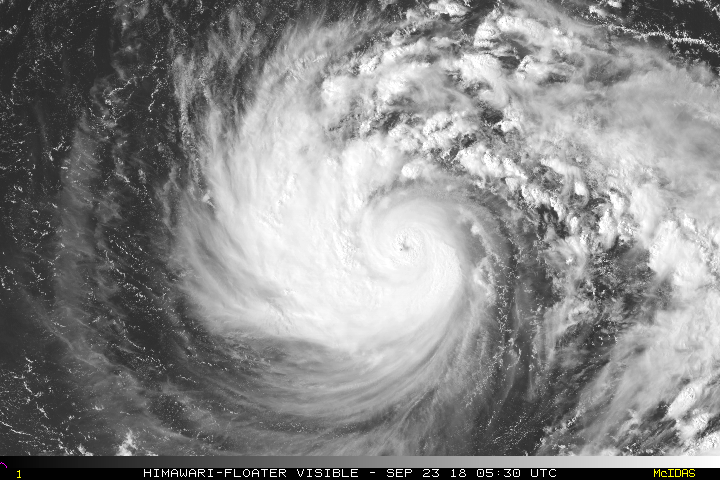 1 HIMAWARI-FLOATER VISIBLE - SEP 23 18 05:30 UTC McIDAS